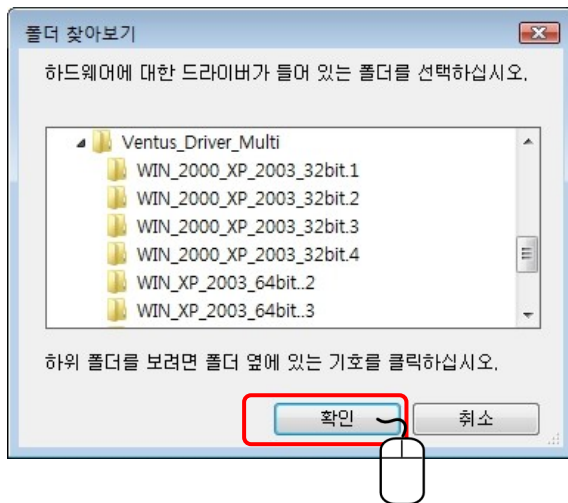 폴더 찾아보기
하드웨어에 대한 드라이버가 들어 있는 폴더를 선택하십시오.
Ventus_Driver_Multi
WIN_2000_XP_2003_32bit.1
WIN_2000_XP_2003_32bit.2
WIN_2000_XP_2003_32bit.3
WIN_2000_XP_2003_32bit.4
WIN_XP_2003_64bit..2
WIN_XP_2003_64bit..3
하위 폴더를 보려면 폴더 옆에 있는 기호를 클릭하십시오.
확인 취소